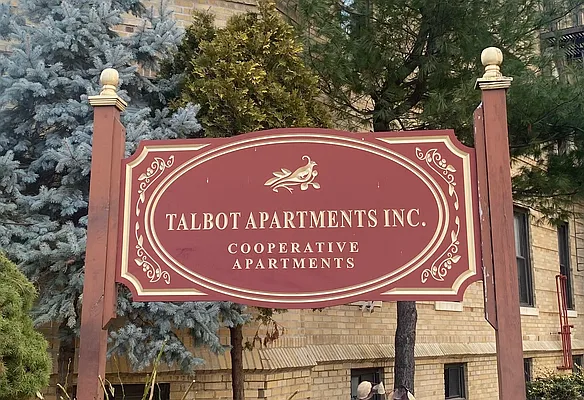 TALBOT APARTMENTS INC.
COOPERATIVE
APARTMENTS